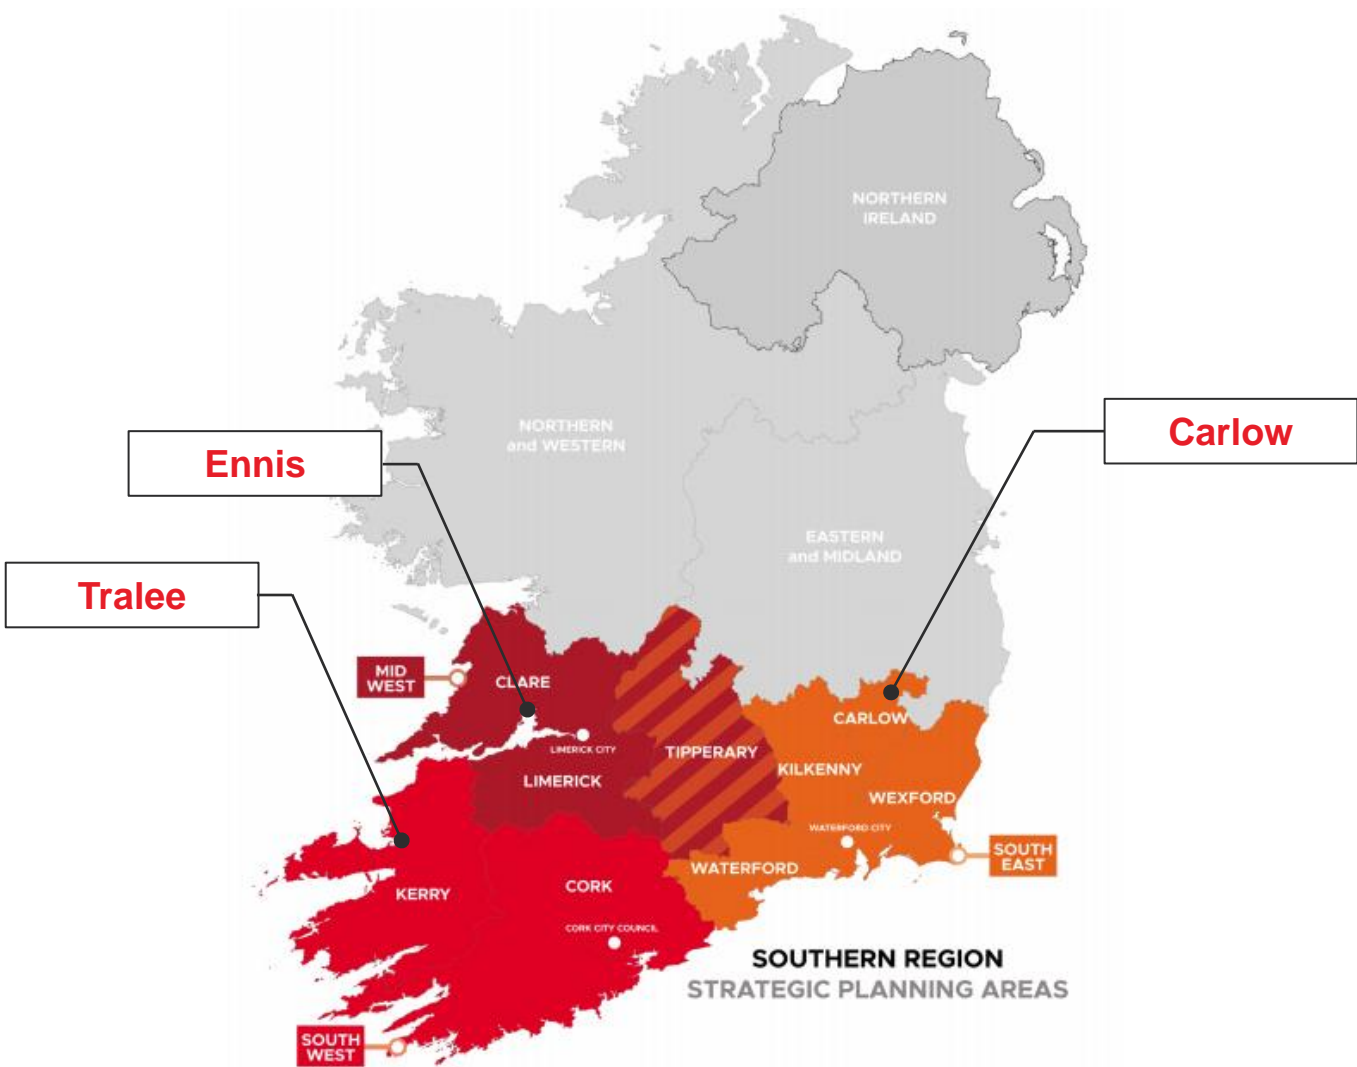 NORTHERN
IRELAND
NORTHERN
and WESTERN
Carlow
Ennis
EASTERN
and MIDLAND
Tralee
MID
WEST
CLARE
CARLOW
LIMERICK CITY
TIPPERARY
LIMERICK
KILKENNY
WEXFORD
WATERFORD CITY
SOUTH
EAST
WATERFORD
KERRY
CORK
CORK CITY COUNCIL
SOUTHERN REGION
STRATEGIC PLANNING AREAS
SOUTH
WEST